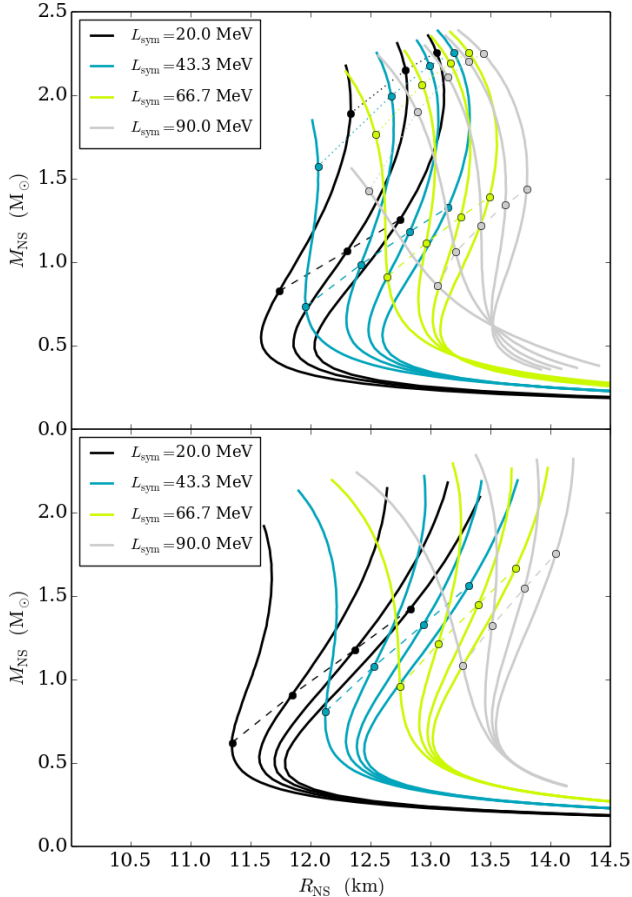 2.5
2.0
1.5
1.0
0.5
0.0
M_NS (M_⊙)
L_sym=20.0 MeV
L_sym=43.3 MeV
L_sym=66.7 MeV
L_sym=90.0 MeV
2.0
1.5
1.0
0.5
0.0
M_NS (M_⊙)
L_sym=20.0 MeV
L_sym=43.3 MeV
L_sym=66.7 MeV
L_sym=90.0 MeV
10.5 11.0 11.5 12.0 12.5 13.0 13.5 14.0 14.5
R_NS (km)